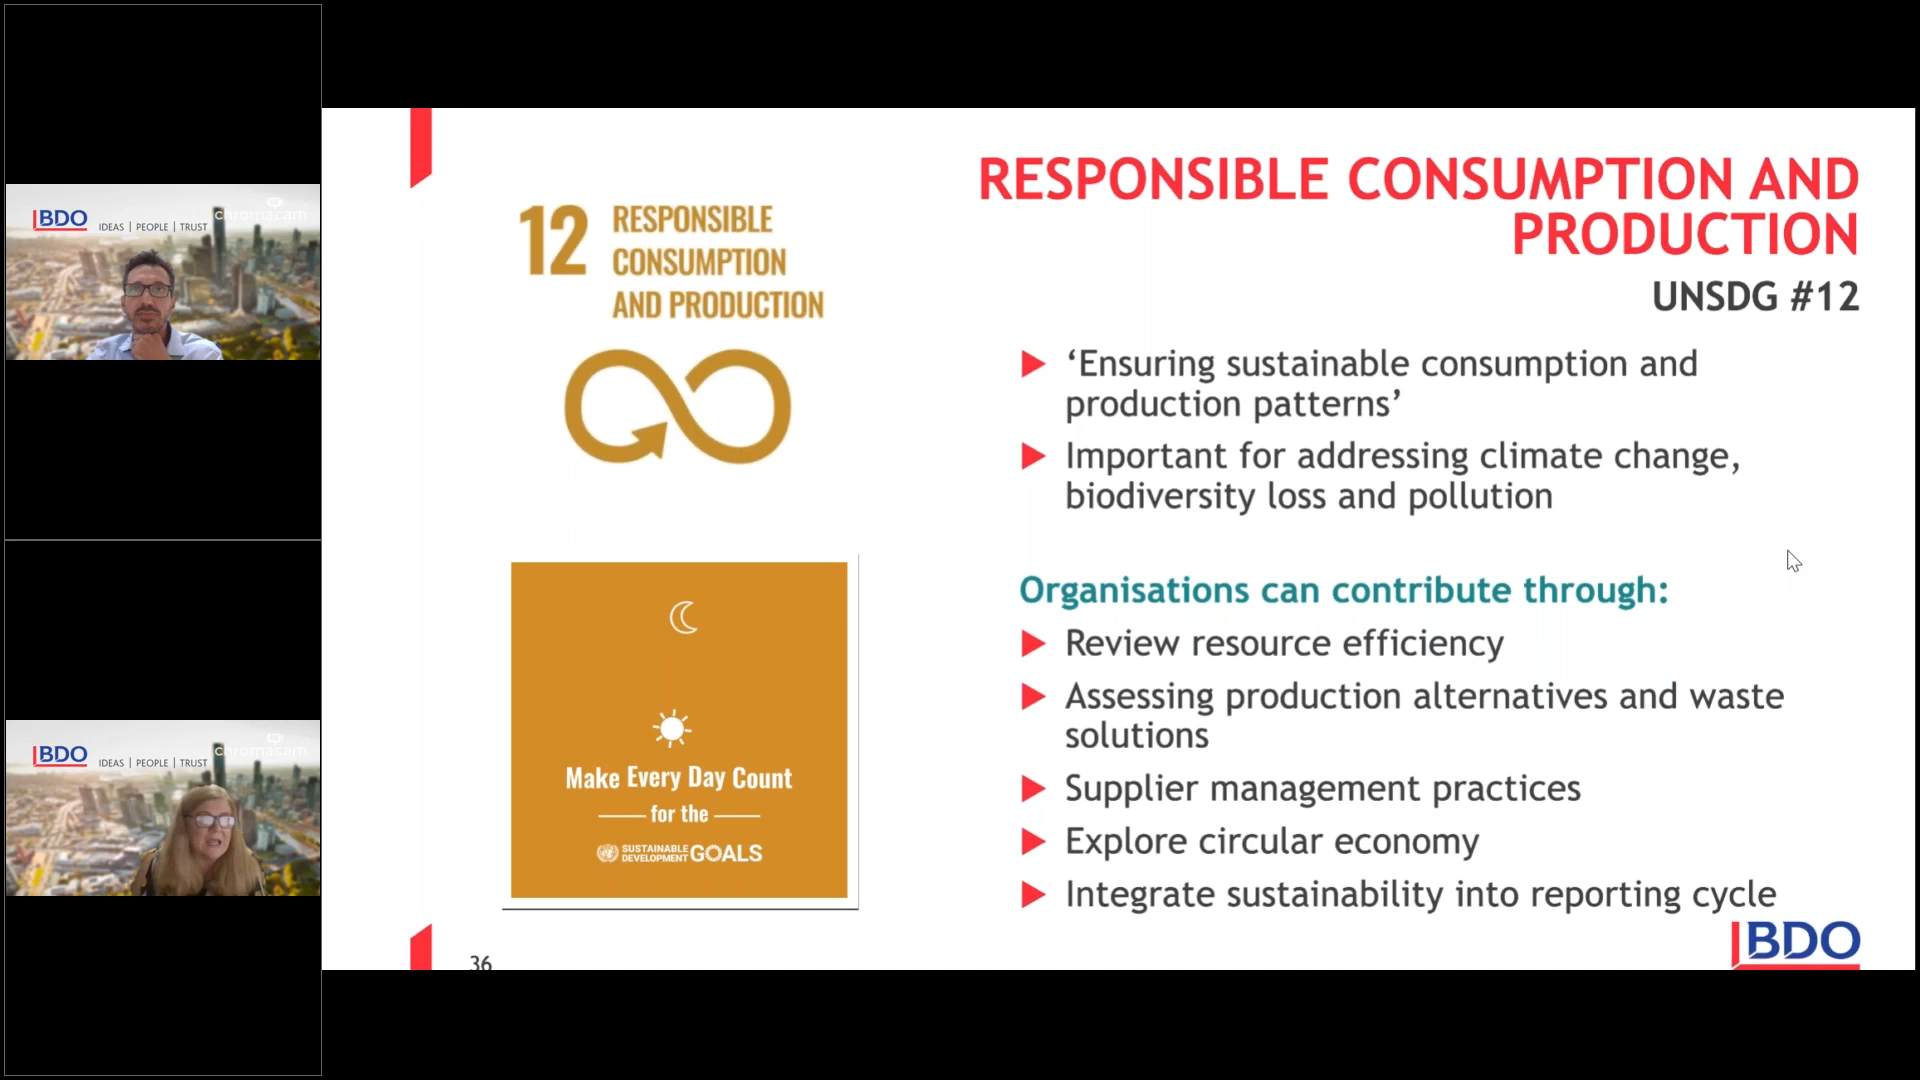 BDO
IDEAS | PEOPLE | TRUST
chromacam
BDO
IDEAS | PEOPLE | TRUST
chromacam
12
RESPONSIBLE
CONSUMPTION
AND PRODUCTION
Make Every Day Count
for the
SUSTAINABLE
DEVELOPMENT
GOALS
36
RESPONSIBLE CONSUMPTION AND
PRODUCTION
UNSDG #12
‘Ensuring sustainable consumption and
production patterns’
Important for addressing climate change,
biodiversity loss and pollution
Organisations can contribute through:
Review resource efficiency
Assessing production alternatives and waste
solutions
Supplier management practices
Explore circular economy
Integrate sustainability into reporting cycle
BDO